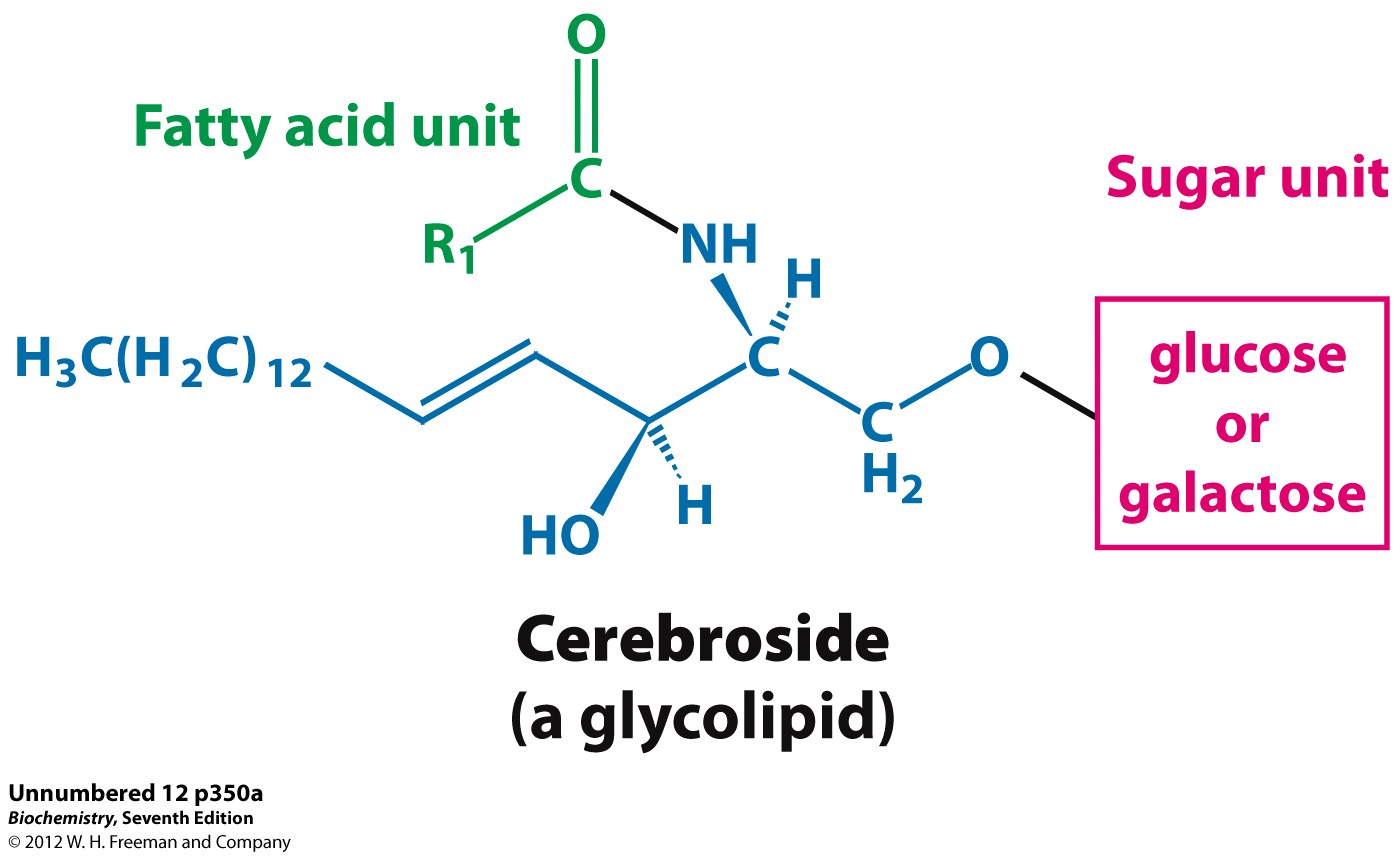 O
Fatty acid unit
C
Sugar unit
R₁
NH
H
H₃C(H₂C)₁₂
C
O
glucose
or
galactose
C
H₂
HO
H
Cerebroside
(a glycolipid)
Unnumbered 12 p350a
Biochemistry, Seventh Edition
© 2012 W. H. Freeman and Company